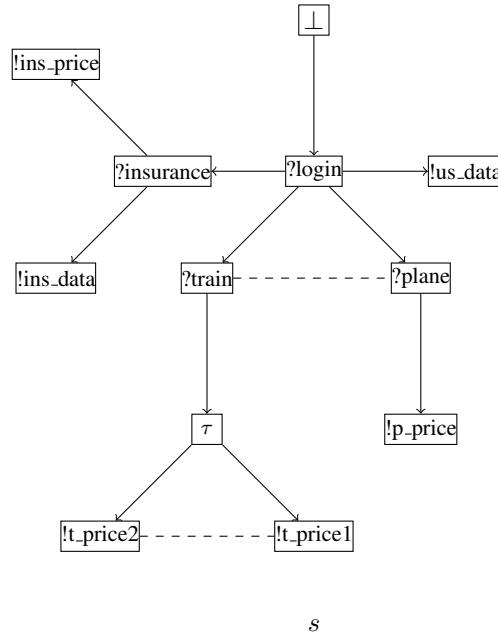 ⊥
!ins_price
?insurance
?login
!us_data
!ins_data
?train
?plane
τ
!p_price
!t_price2
!t_price1
s